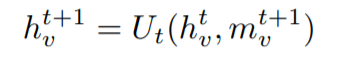 h_v^{t+1} = U_t(h_v^t, m_v^{t+1})